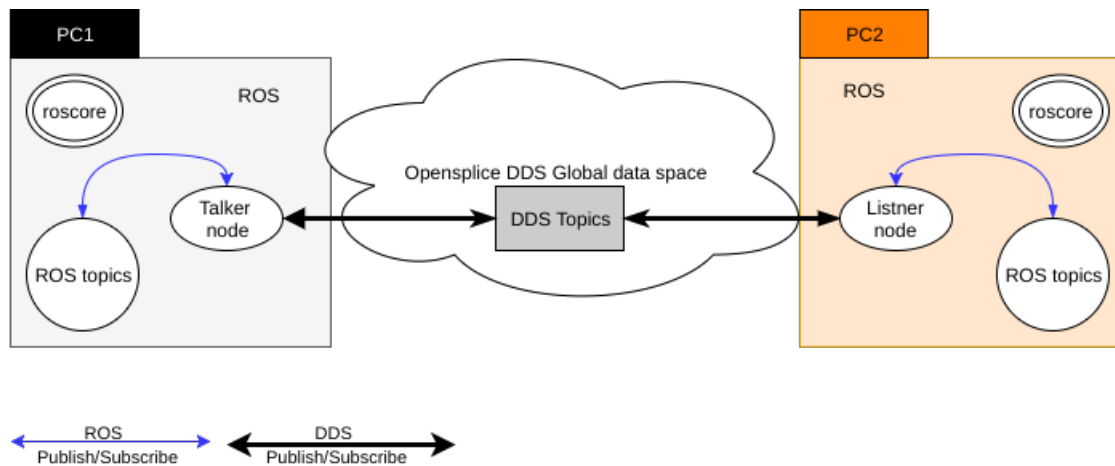 PC1
PC2
roscore
ROS
Talker
node
ROS topics
Opensplice DDS Global data space
DDS Topics
ROS
roscore
Listner
node
ROS topics
ROS
Publish/Subscribe
DDS
Publish/Subscribe